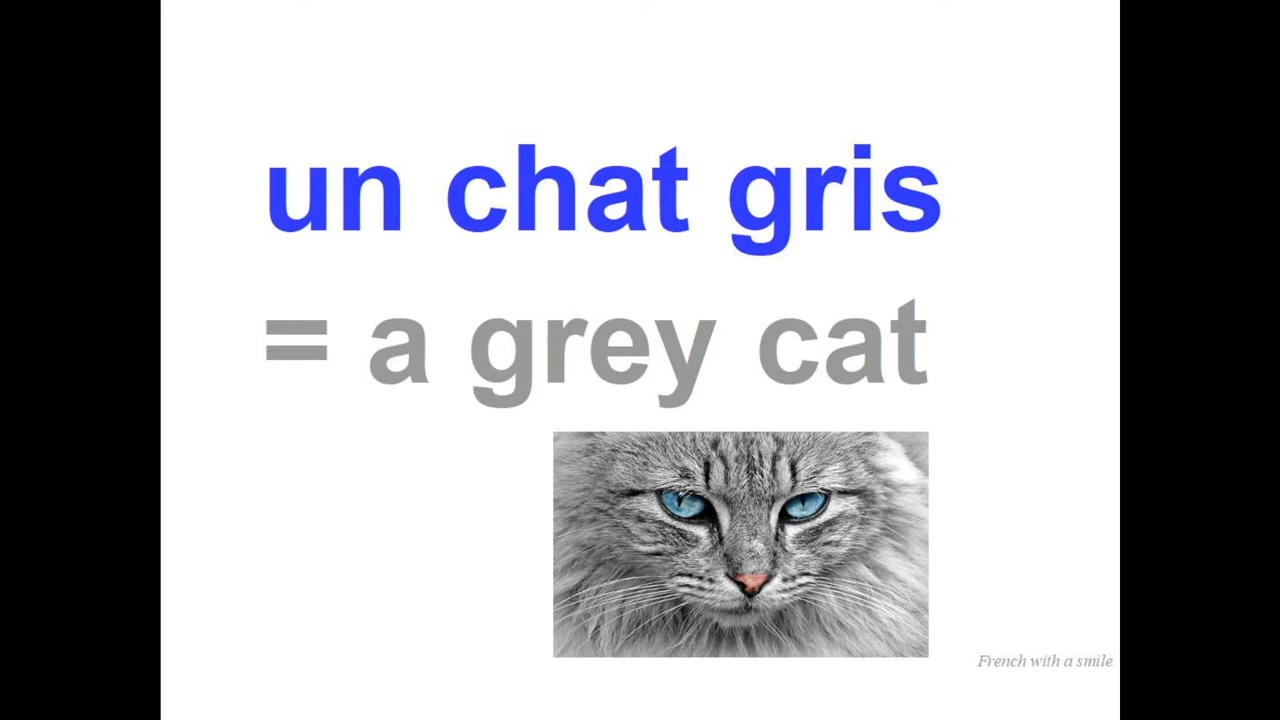 un chat gris
= a grey cat
French with a smile